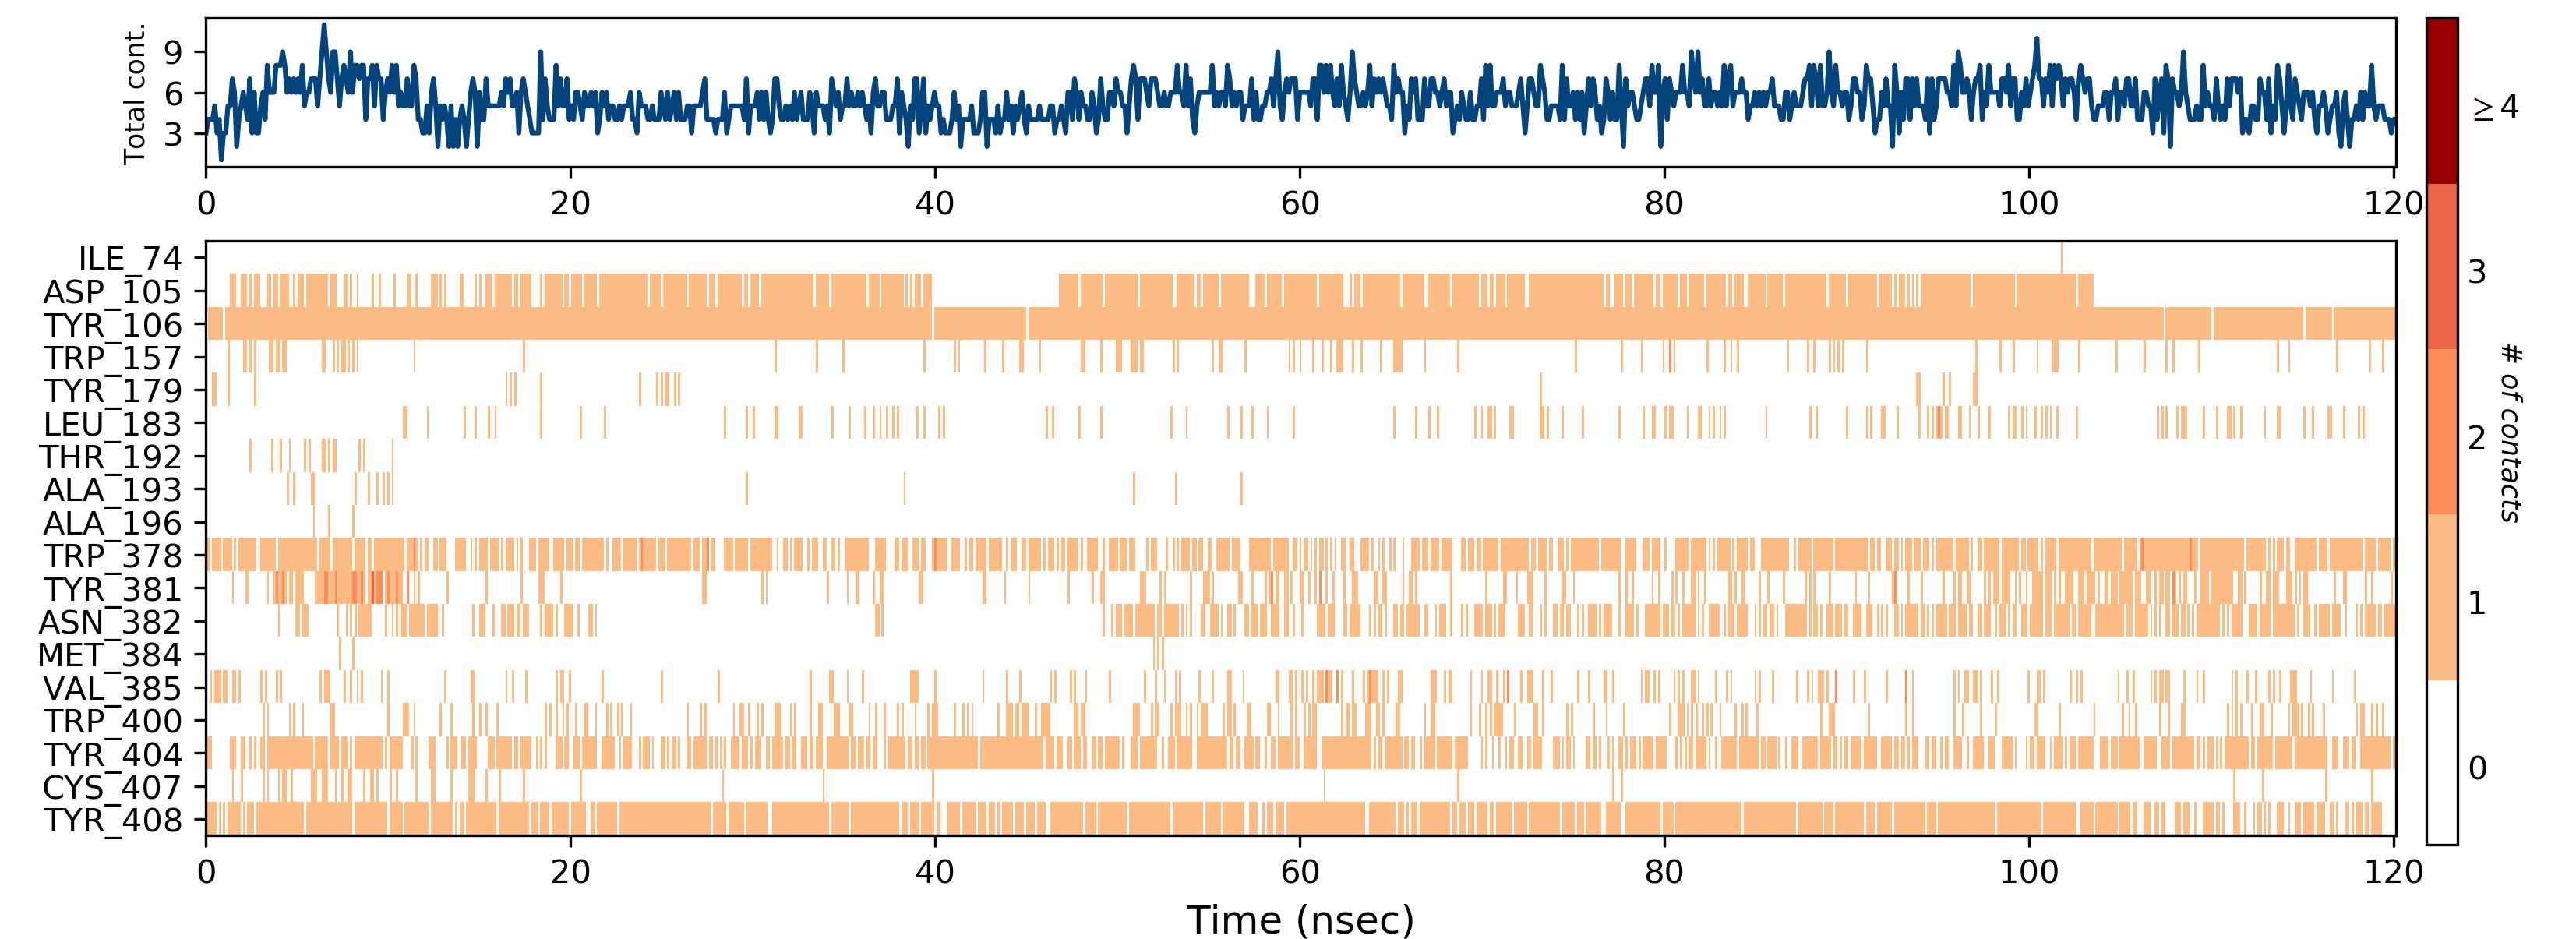 Total cont.
9
6
3
0 20 40 60 80 100 120
ILE_74
ASP_105
TYR_106
TRP_157
TYR_179
LEU_183
THR_192
ALA_193
ALA_196
TRP_378
TYR_381
ASN_382
MET_384
VAL_385
TRP_400
TYR_404
CYS_407
TYR_408
0 20 40 60 80 100 120
Time (nsec)
≥4
3
2
1
0
# of contacts